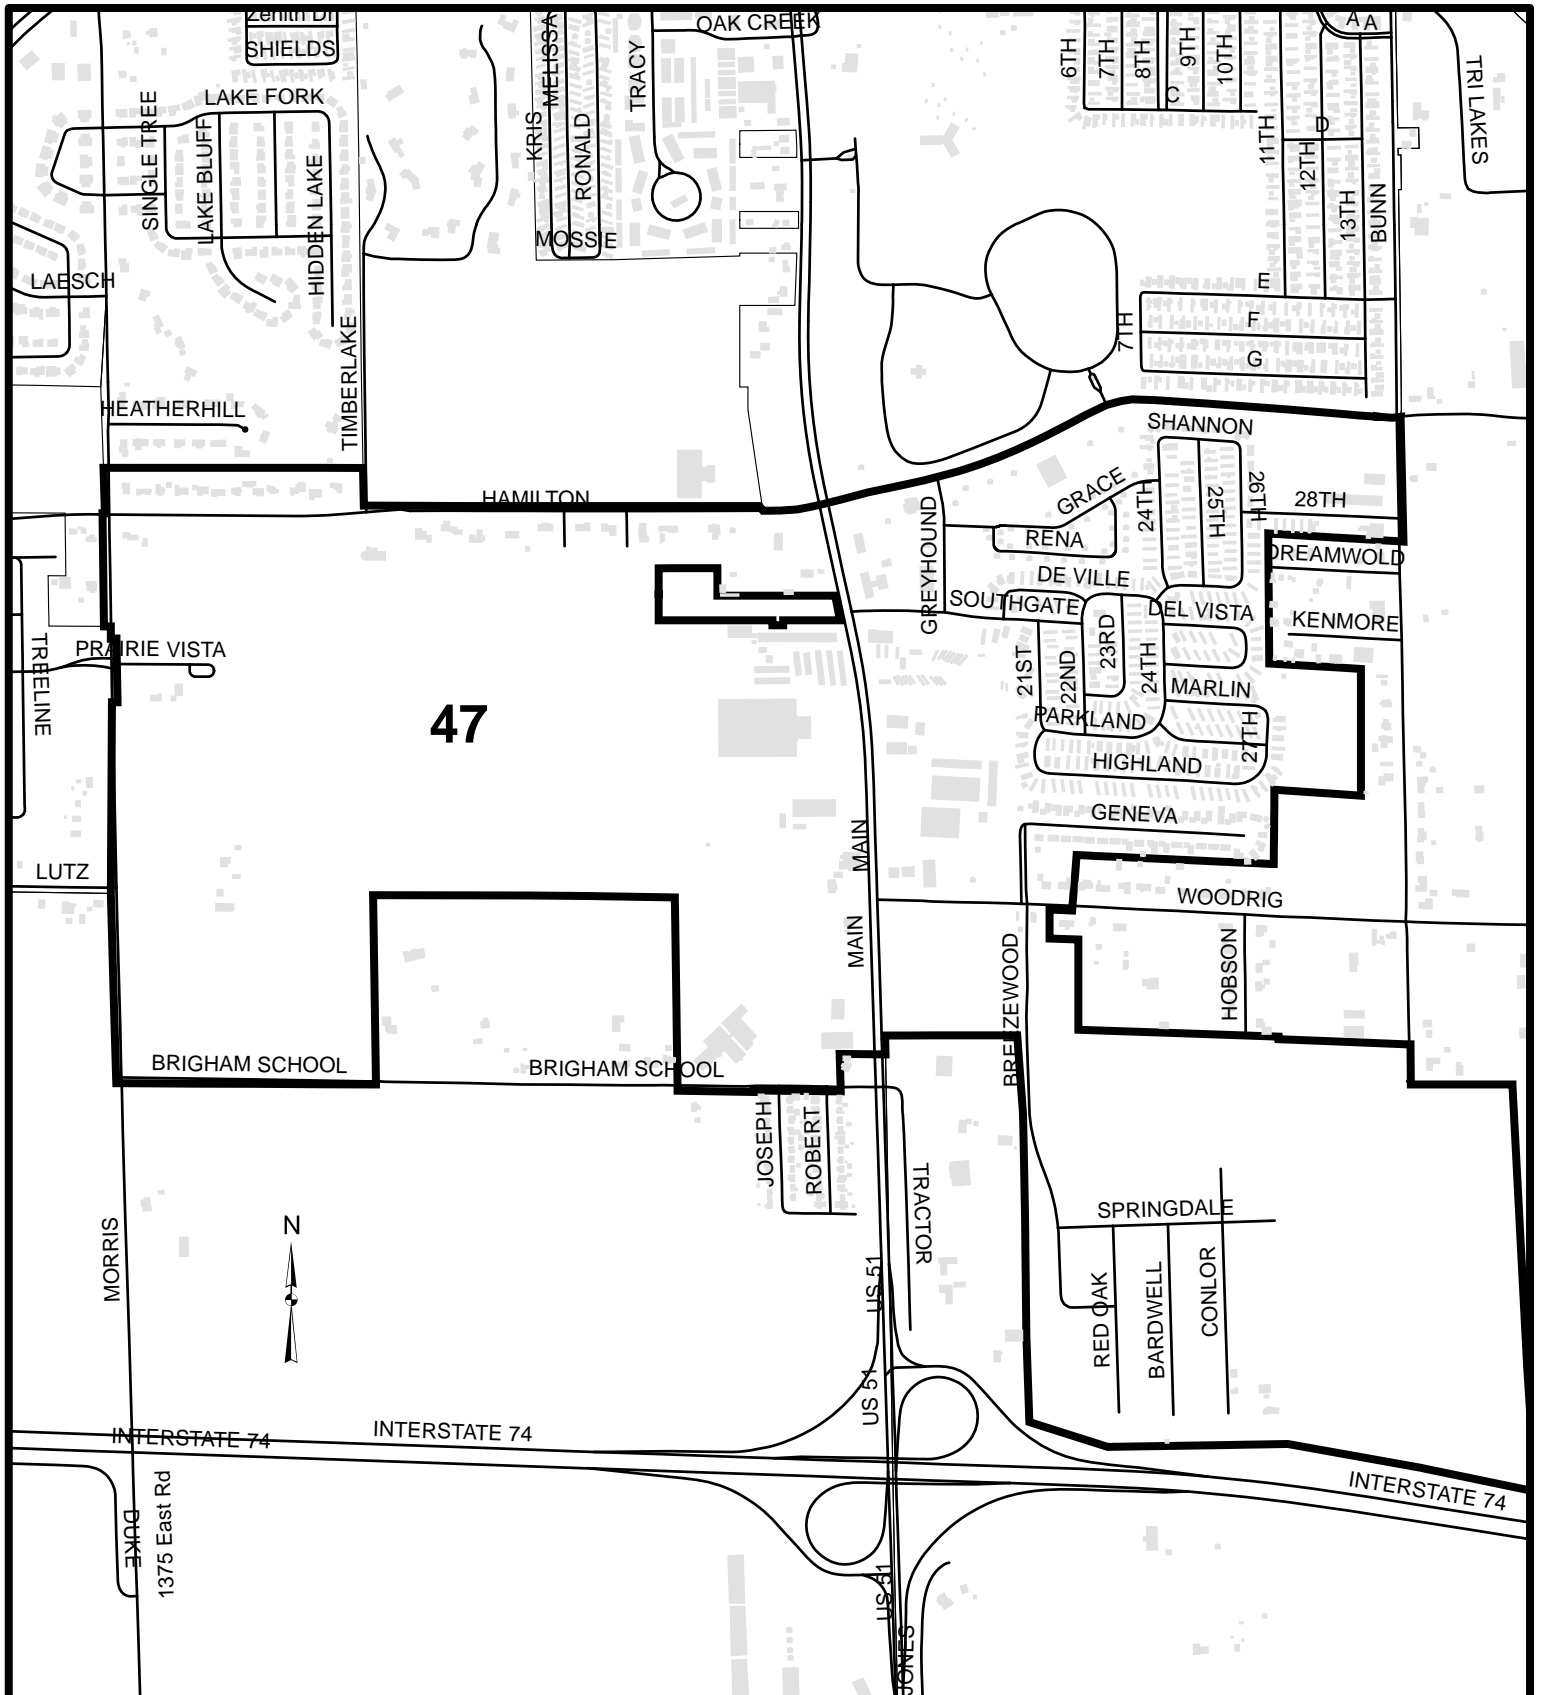 Zenith Dr
SHIELDS
OAK CREEK
A A
6TH
7TH
8TH
9TH
10TH
C
TRI LAKES
MELISSA
TRACY
KRIS
RONALD
LAKE FORK
SINGLE TREE
LAKE BLUFF
HIDDEN LAKE
MOSSIE
11TH
D
12TH
13TH
BUNN
LAESCH
E
F
7TH
G
TIMBERLAKE
HEATHERHILL
SHANNON
HAMILTON
GRACE
24TH
25TH
26TH
28TH
GREYHOUND
RENA
DREAMWOLD
DE VILLE
SOUTHGATE
DEL VISTA
KENMORE
PRAIRIE VISTA
TREELINE
21ST
22ND
23RD
24TH
MARLIN
47
PARKLAND
27TH
HIGHLAND
GENEVA
MAIN
LUTZ
WOODRIG
MAIN
HOBSON
BREEZEWOOD
BRIGHAM SCHOOL
BRIGHAM SCHOOL
JOSEPH
ROBERT
TRACTOR
MORRIS
N
SPRINGDALE
US 51
RED OAK
BARDWELL
CONLOR
US 51
INTERSTATE 74
INTERSTATE 74
INTERSTATE 74
DUKE
1375 East Rd
US 51
JONES